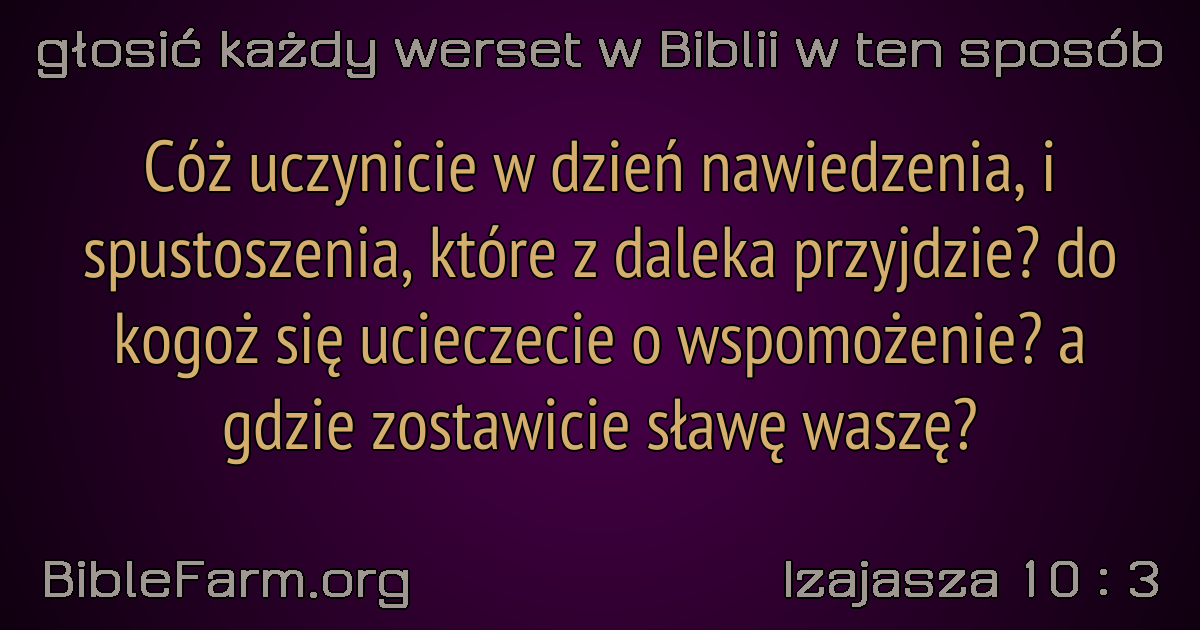 głosić każdy werset w Biblii w ten sposób
Cóż uczynicie w dzień nawiedzenia, i
spustoszenia, które z daleka przyjdzie? do
kogoż się ucieczecie o wspomożenie? a
gdzie zostawicie sławę waszę?
BibleFarm.org
Izajasza 10 : 3